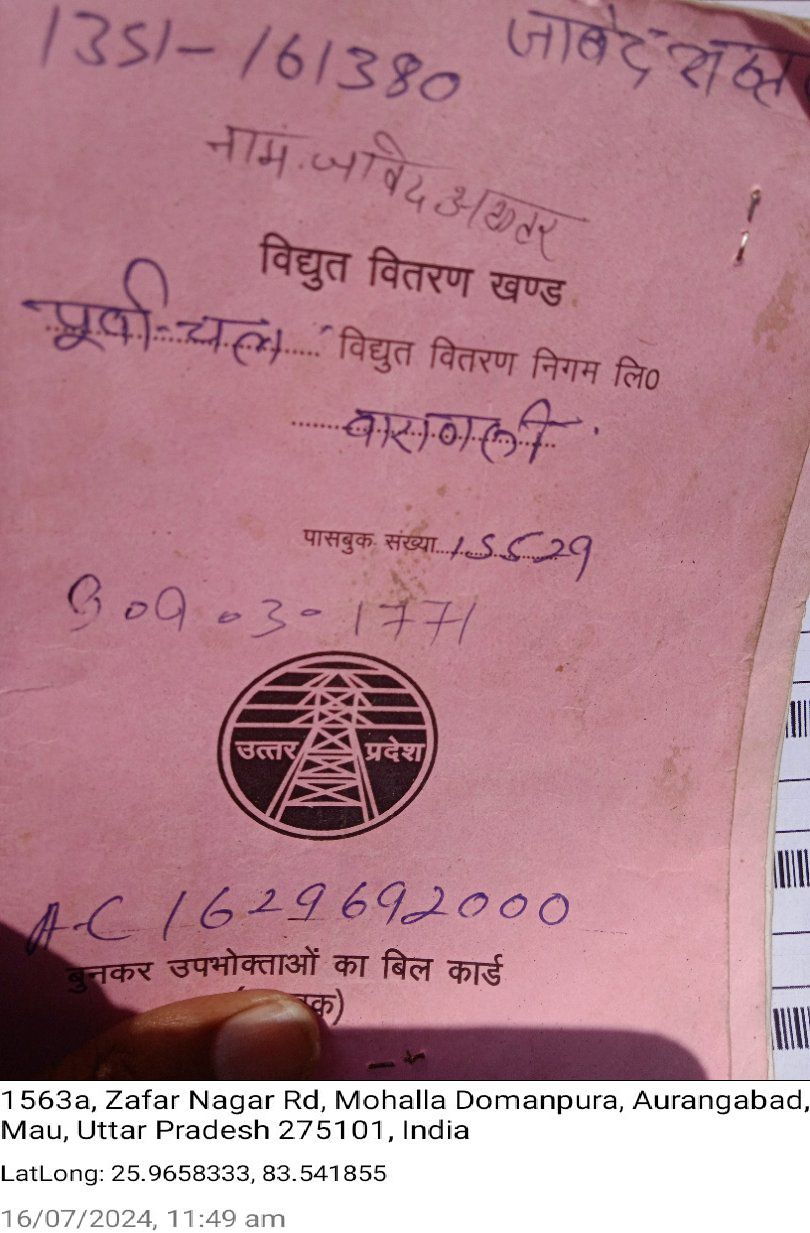 1351-161380
जाबेद
नाम. जावेद अख्तर
विद्युत वितरण खण्ड
पूर्वांचल विद्युत वितरण निगम लि०
वाराणसी
पासबुक संख्या 15529
09.03-1771
उत्तर प्रदेश
A-C 1629692000
बुनकर उपभोक्ताओं का बिल कार्ड
1563a, Zafar Nagar Rd, Mohalla Domanpura, Aurangabad,
Mau, Uttar Pradesh 275101, India
LatLong: 25.9658333, 83.541855
16/07/2024, 11:49 am